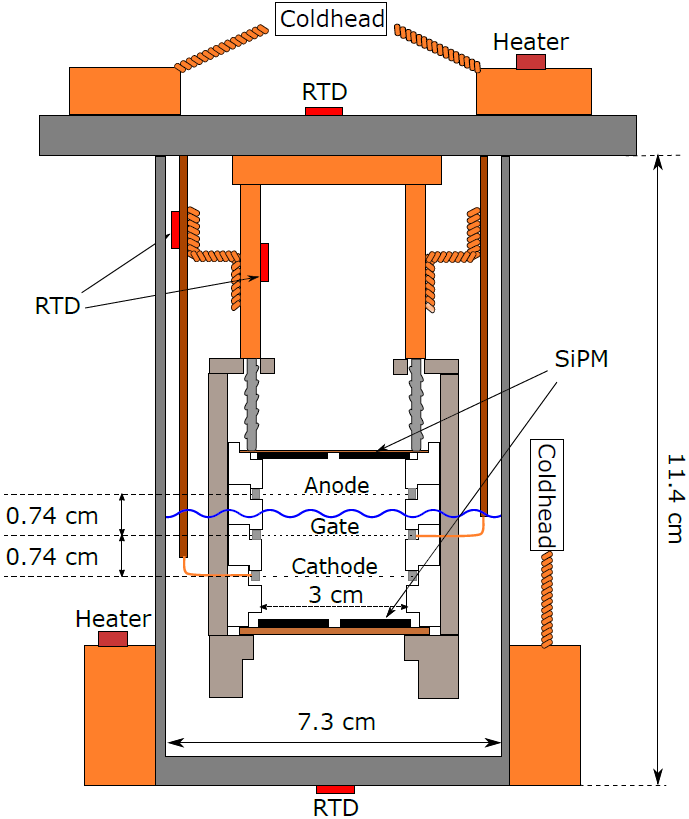 Coldhead
Heater
RTD
RTD
SiPM
Coldhead
11.4 cm
Anode
0.74 cm
Gate
0.74 cm
Cathode
3 cm
Heater
7.3 cm
RTD